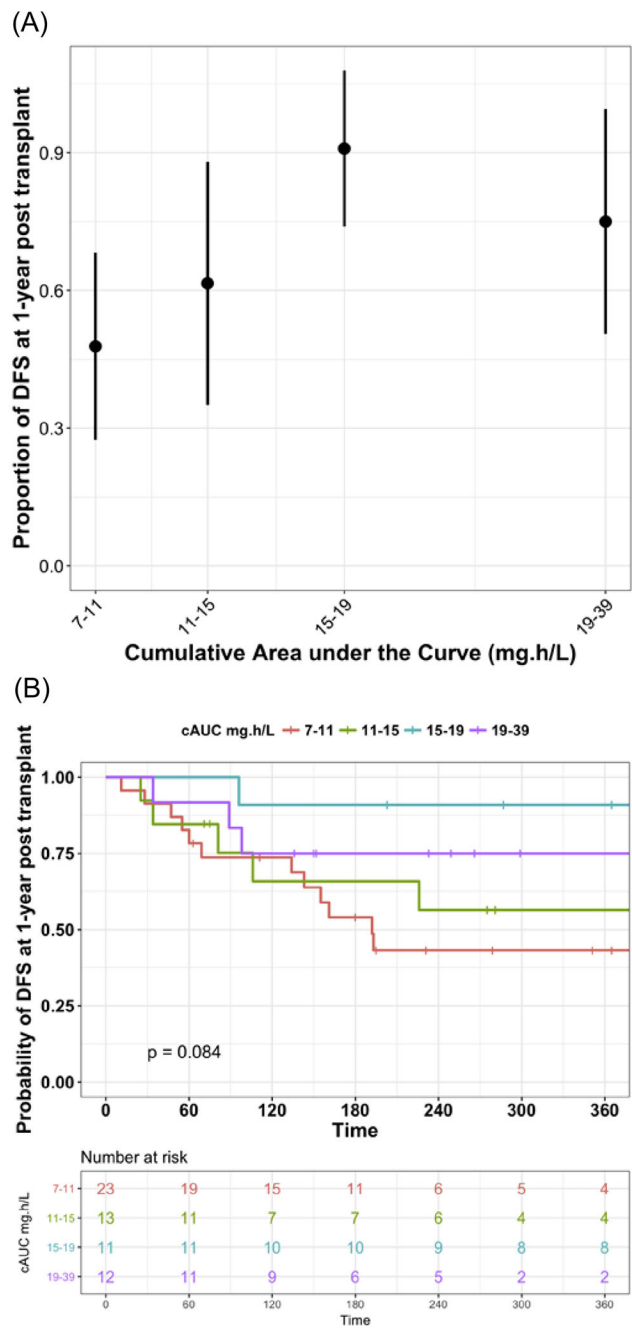 (A)
Proportion of DFS at 1-year post transplant
0.9
0.6
0.3
0.0
7-11 11-15 15-19 19-39
Cumulative Area under the Curve (mg.h/L)
(B)
cAUC mg.h/L 7-11 11-15 15-19 19-39
Probability of DFS at 1-year post transplant
1.00
0.75
0.50
0.25
0.00
p = 0.084
0 60 120 180 240 300 360
Time
Number at risk
cAUC mg.h/L
7-11 23 19 15 11 6 5 4
11-15 13 11 7 7 6 4 4
15-19 11 11 10 10 9 8 8
19-39 12 11 9 6 5 2 2
0 60 120 180 240 300 360
Time